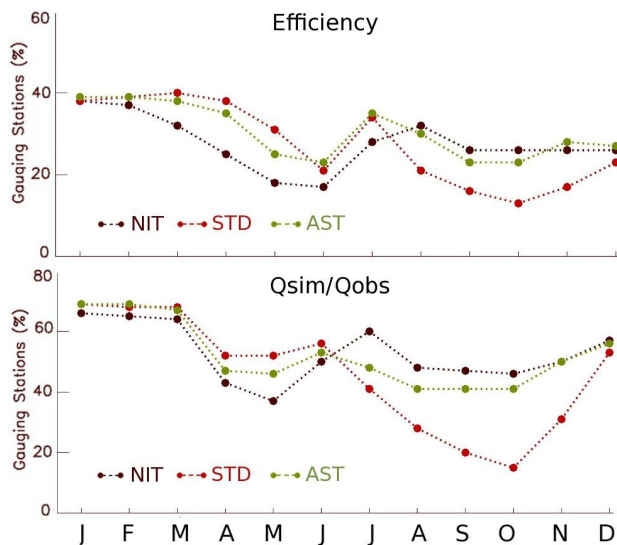 Efficiency
60
40
20
0
Gauging Stations (%)
NIT STD AST
Qsim/Qobs
80
60
40
20
0
Gauging Stations (%)
NIT STD AST
J F M A M J J A S O N D